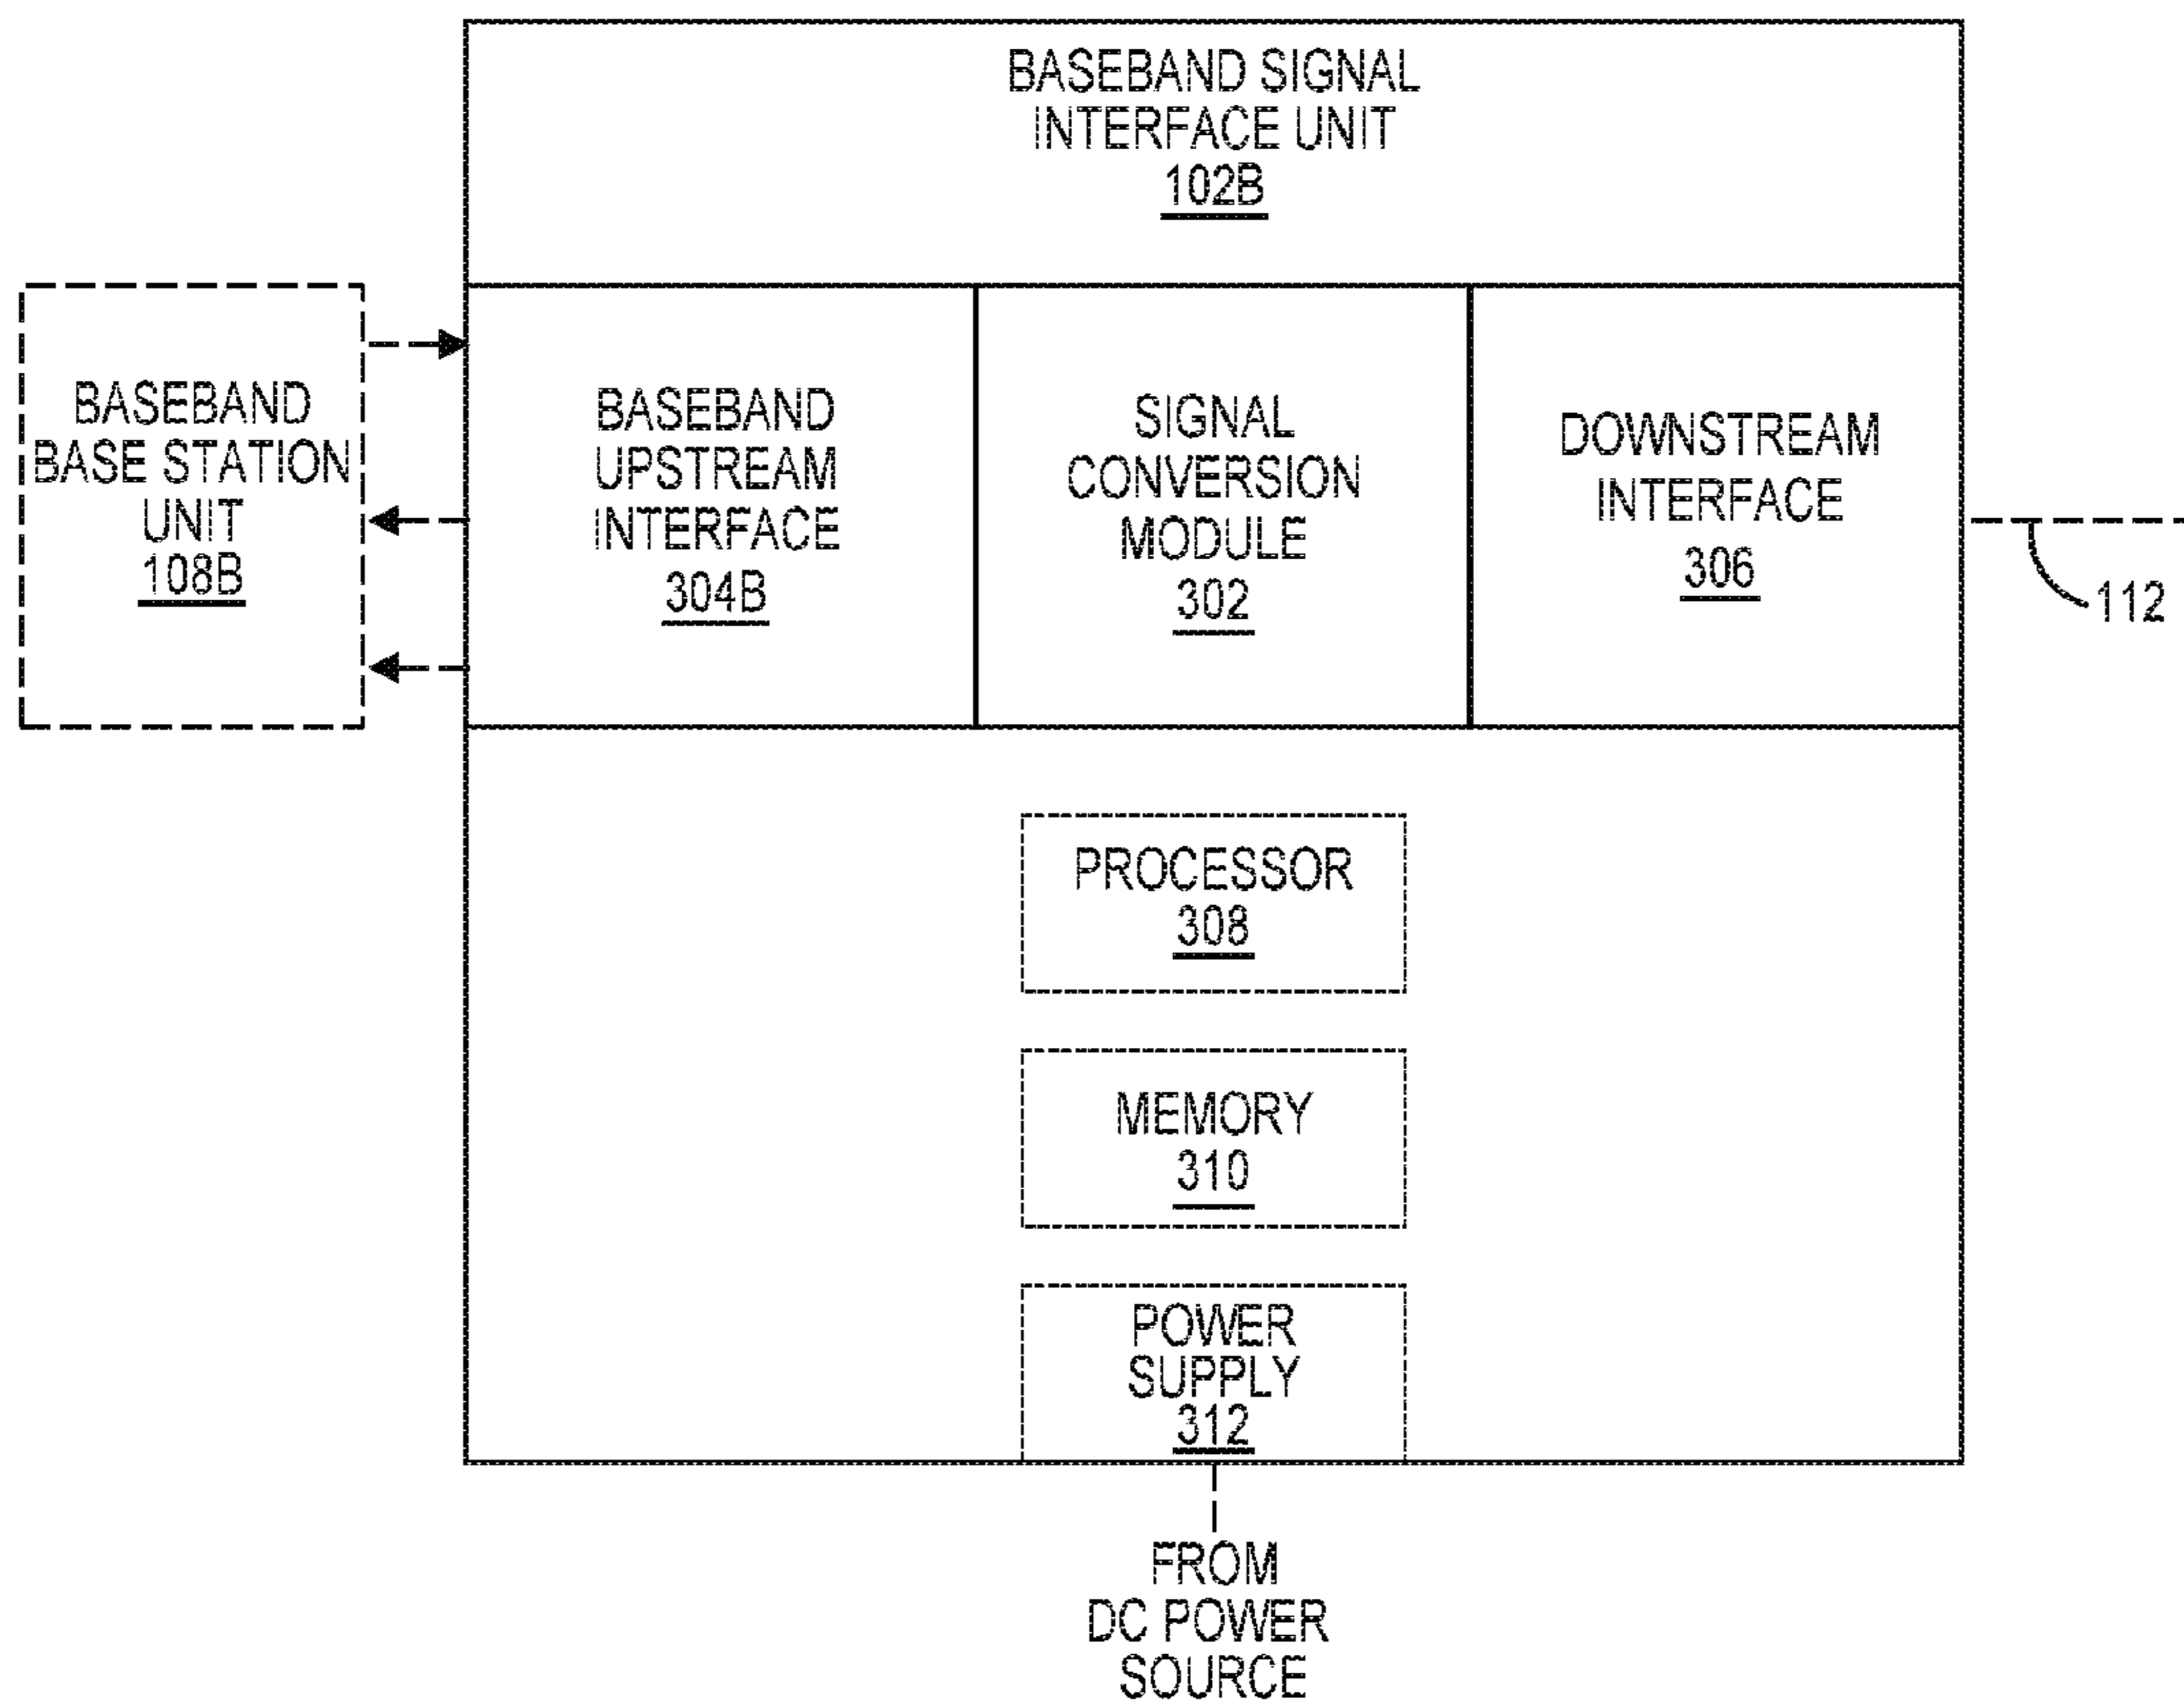 BASEBAND SIGNAL
INTERFACE UNIT
102B
BASEBAND
BASE STATION
UNIT
108B
BASEBAND
UPSTREAM
INTERFACE
304B
SIGNAL
CONVERSION
MODULE
302
DOWNSTREAM
INTERFACE
306
112
PROCESSOR
308
MEMORY
310
POWER
SUPPLY
312
FROM
DC POWER
SOURCE